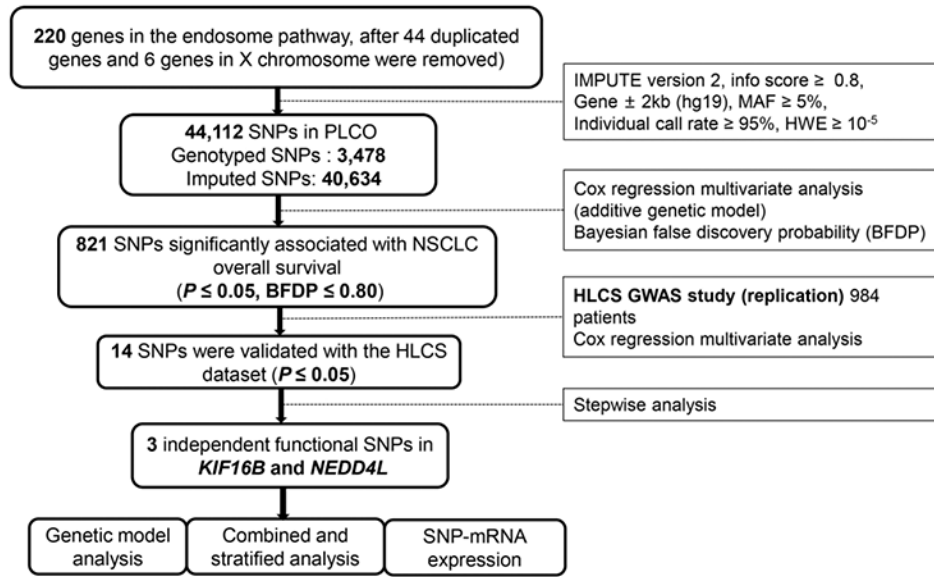 220 genes in the endosome pathway, after 44 duplicated
genes and 6 genes in X chromosome were removed)
IMPUTE version 2, info score ≥ 0.8,
Gene ± 2kb (hg19), MAF ≥ 5%,
Individual call rate ≥ 95%, HWE ≥ 10⁻⁵
44,112 SNPs in PLCO
Genotyped SNPs : 3,478
Imputed SNPs: 40,634
Cox regression multivariate analysis
(additive genetic model)
Bayesian false discovery probability (BFDP)
821 SNPs significantly associated with NSCLC
overall survival
(P ≤ 0.05, BFDP ≤ 0.80)
HLCS GWAS study (replication) 984
patients
Cox regression multivariate analysis
14 SNPs were validated with the HLCS
dataset (P ≤ 0.05)
Stepwise analysis
3 independent functional SNPs in
KIF16B and NEDD4L
Genetic model
analysis
Combined and
stratified analysis
SNP-mRNA
expression